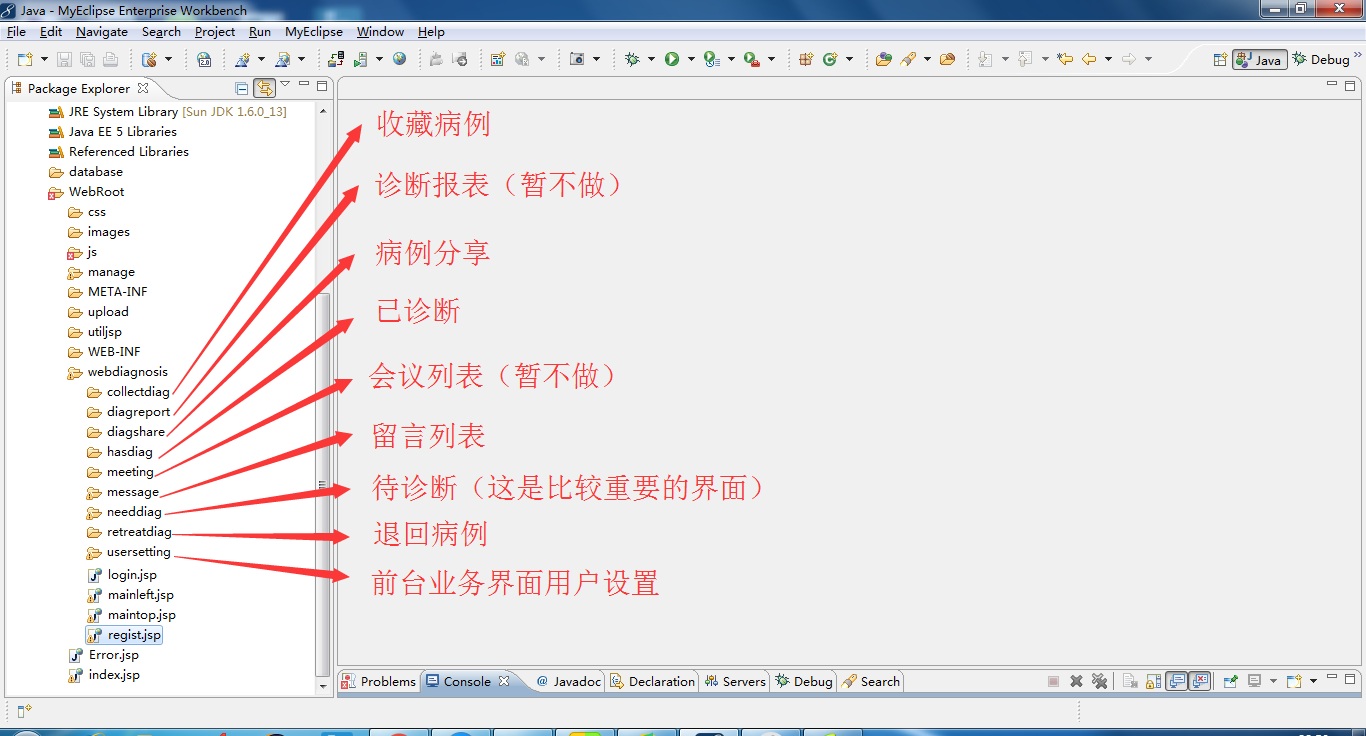 Java - MyEclipse Enterprise Workbench
File Edit Navigate Search Project Run MyEclipse Window Help
Java Debug
Package Explorer
JRE System Library [Sun JDK 1.6.0_13]
Java EE 5 Libraries
Referenced Libraries
database
WebRoot
css
images
js
manage
META-INF
upload
utiljsp
WEB-INF
webdiagnosis
collectdiag
diagreport
diagshare
hasdiag
meeting
message
needdiag
retreatdiag
usersetting
login.jsp
mainleft.jsp
maintop.jsp
regist.jsp
Error.jsp
index.jsp
收藏病例
诊断报表（暂不做）
病例分享
已诊断
会议列表（暂不做）
留言列表
待诊断（这是比较重要的界面）
退回病例
前台业务界面用户设置
Problems Console @ Javadoc Declaration Servers Debug Search